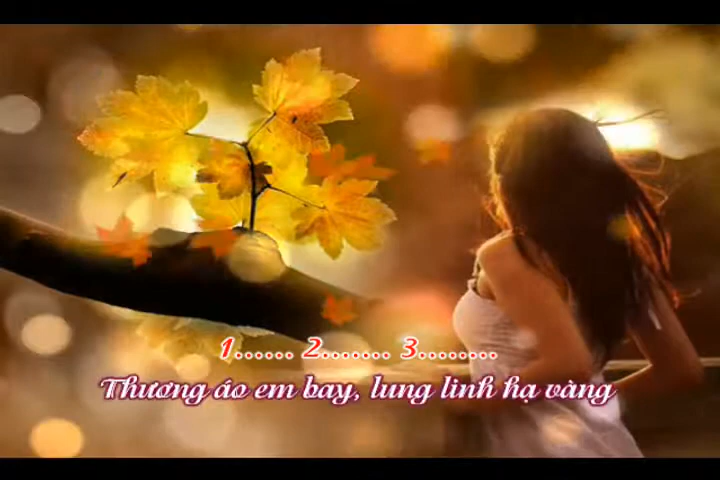 1...... 2....... 3........
Thương áo em bay, lung linh hạ vàng